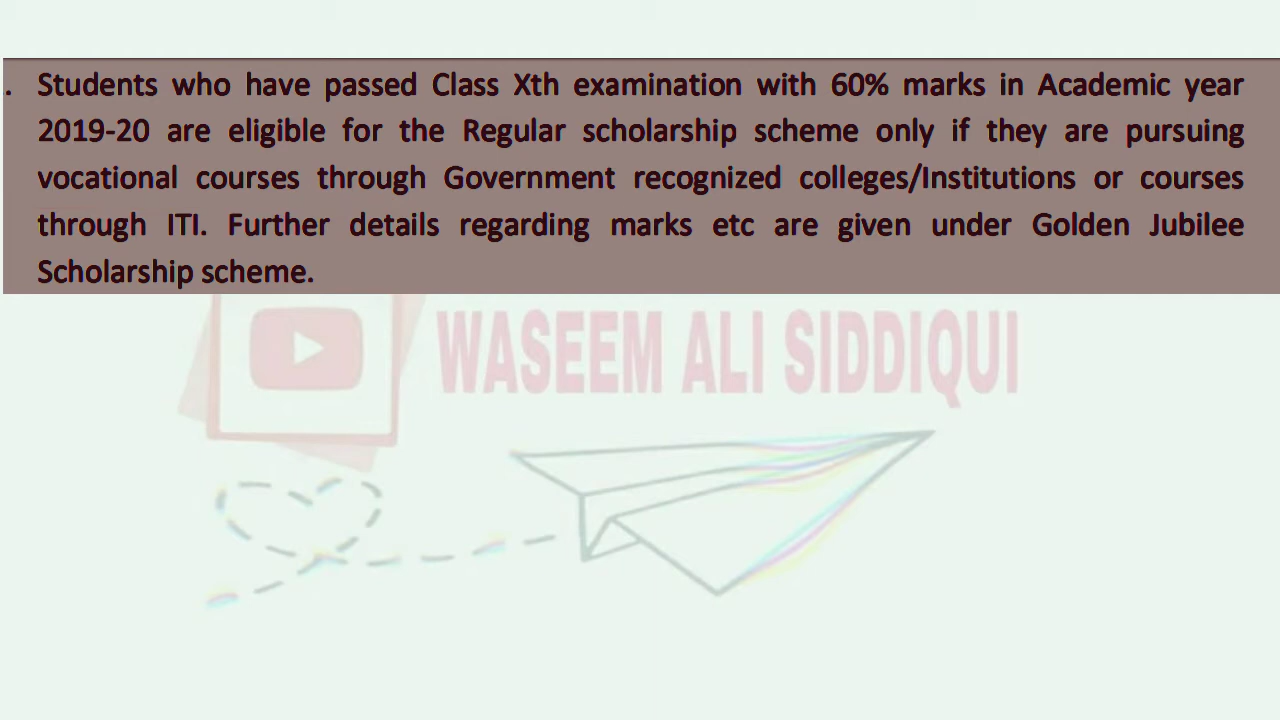 . Students who have passed Class Xth examination with 60% marks in Academic year
2019-20 are eligible for the Regular scholarship scheme only if they are pursuing
vocational courses through Government recognized colleges/Institutions or courses
through ITI. Further details regarding marks etc are given under Golden Jubilee
Scholarship scheme.
WASEEM ALI SIDDIQUI